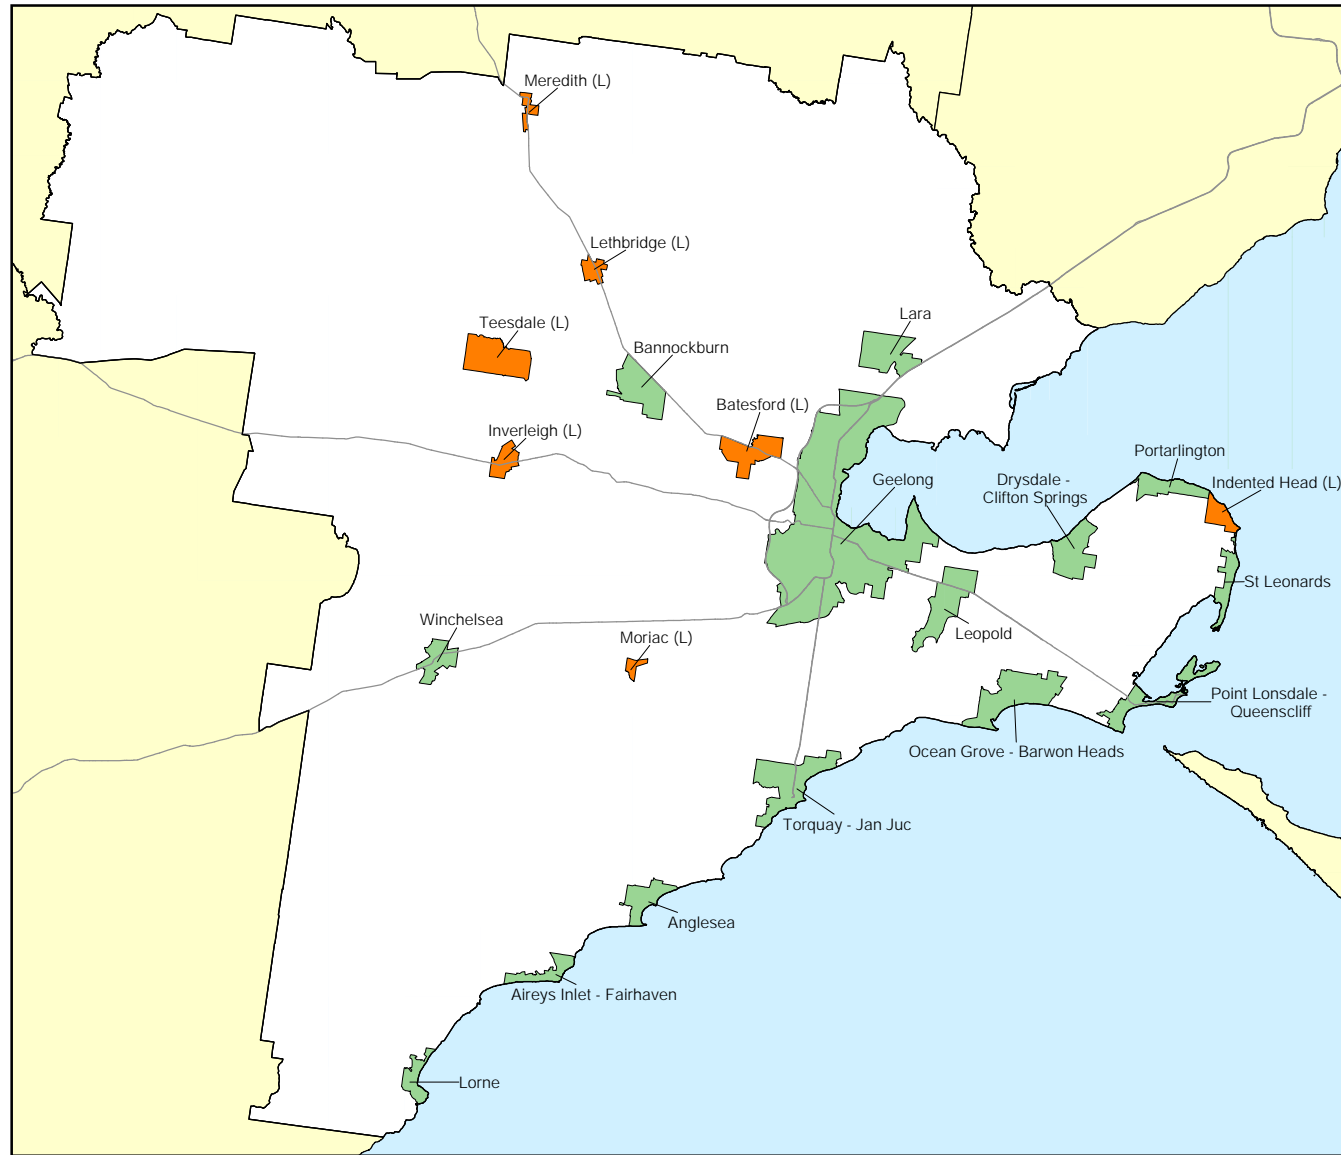 Meredith (L)
Lethbridge (L)
Lara
Teesdale (L)
Bannockburn
Batesford (L)
Inverleigh (L)
Portarlington
Geelong
Drysdale -
Clifton Springs
Indented Head (L)
St Leonards
Winchelsea
Moriac (L)
Leopold
Point Lonsdale -
Queenscliff
Ocean Grove - Barwon Heads
Torquay - Jan Juc
Anglesea
Aireys Inlet - Fairhaven
Lorne